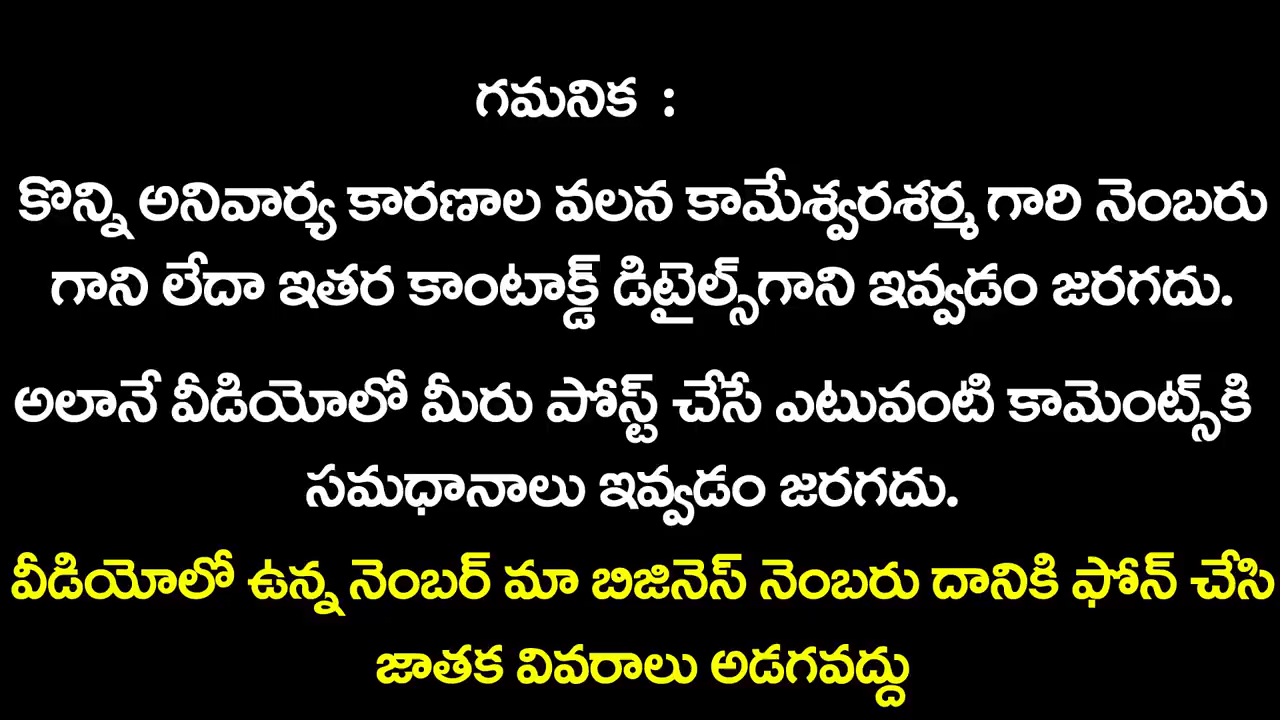 గమనిక :
కొన్ని అనివార్య కారణాల వలన కామేశ్వరశర్మ గారి నెంబరు
గాని లేదా ఇతర కాంటాక్డ్ డిటైల్స్‌గాని ఇవ్వడం జరగదు.
అలానే వీడియోలో మీరు పోస్ట్ చేసే ఎటువంటి కామెంట్స్‌కి
సమధానాలు ఇవ్వడం జరగదు.
వీడియోలో ఉన్న నెంబర్ మా బిజినెస్ నెంబరు దానికి ఫోన్ చేసి
జాతక వివరాలు అడగవద్దు